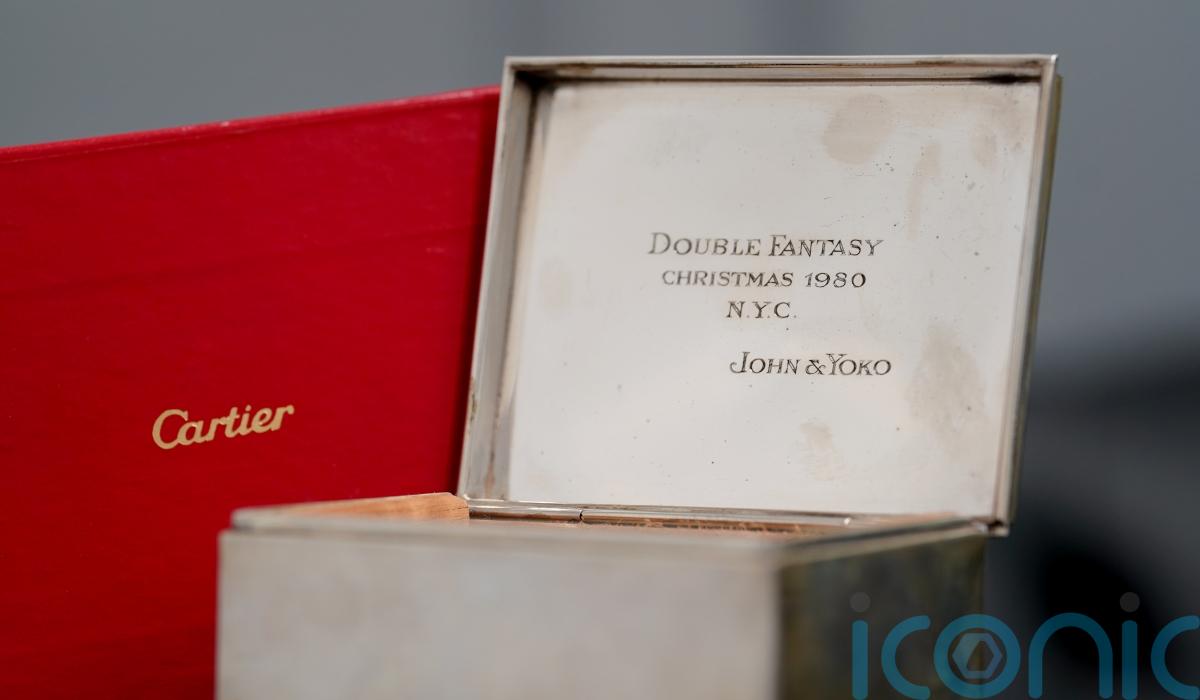 Cartier
DOUBLE FANTASY
CHRISTMAS 1980
N.Y.C.
JOHN & YOKO
iconic